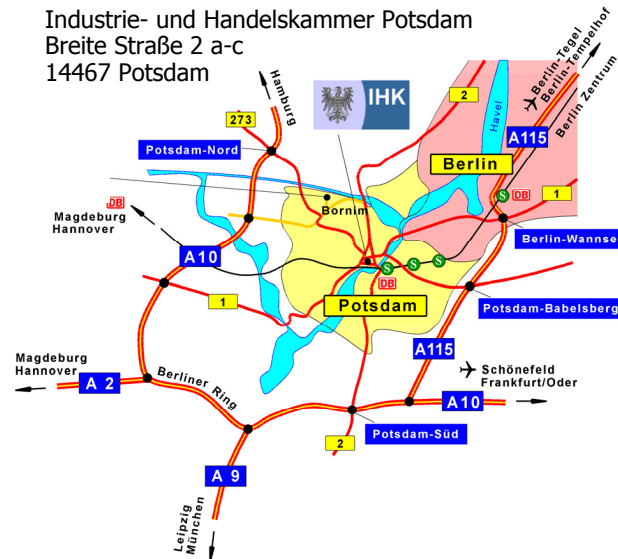 Industrie- und Handelskammer Potsdam
Breite Straße 2 a-c
14467 Potsdam
Hamburg
IHK
2
Havel
Berlin-Tegel
Berlin-Tempelhof
Berlin Zentrum
273
A115
Potsdam-Nord
Berlin
DB
Bornim
S
DB
1
Magdeburg
Hannover
Berlin-Wannsee
A10
S
S
S
DB
1
Potsdam
Potsdam-Babelsberg
A115
Magdeburg
Hannover
A 2
Berliner Ring
Schönefeld
Frankfurt/Oder
A10
2
Potsdam-Süd
A 9
Leipzig
München